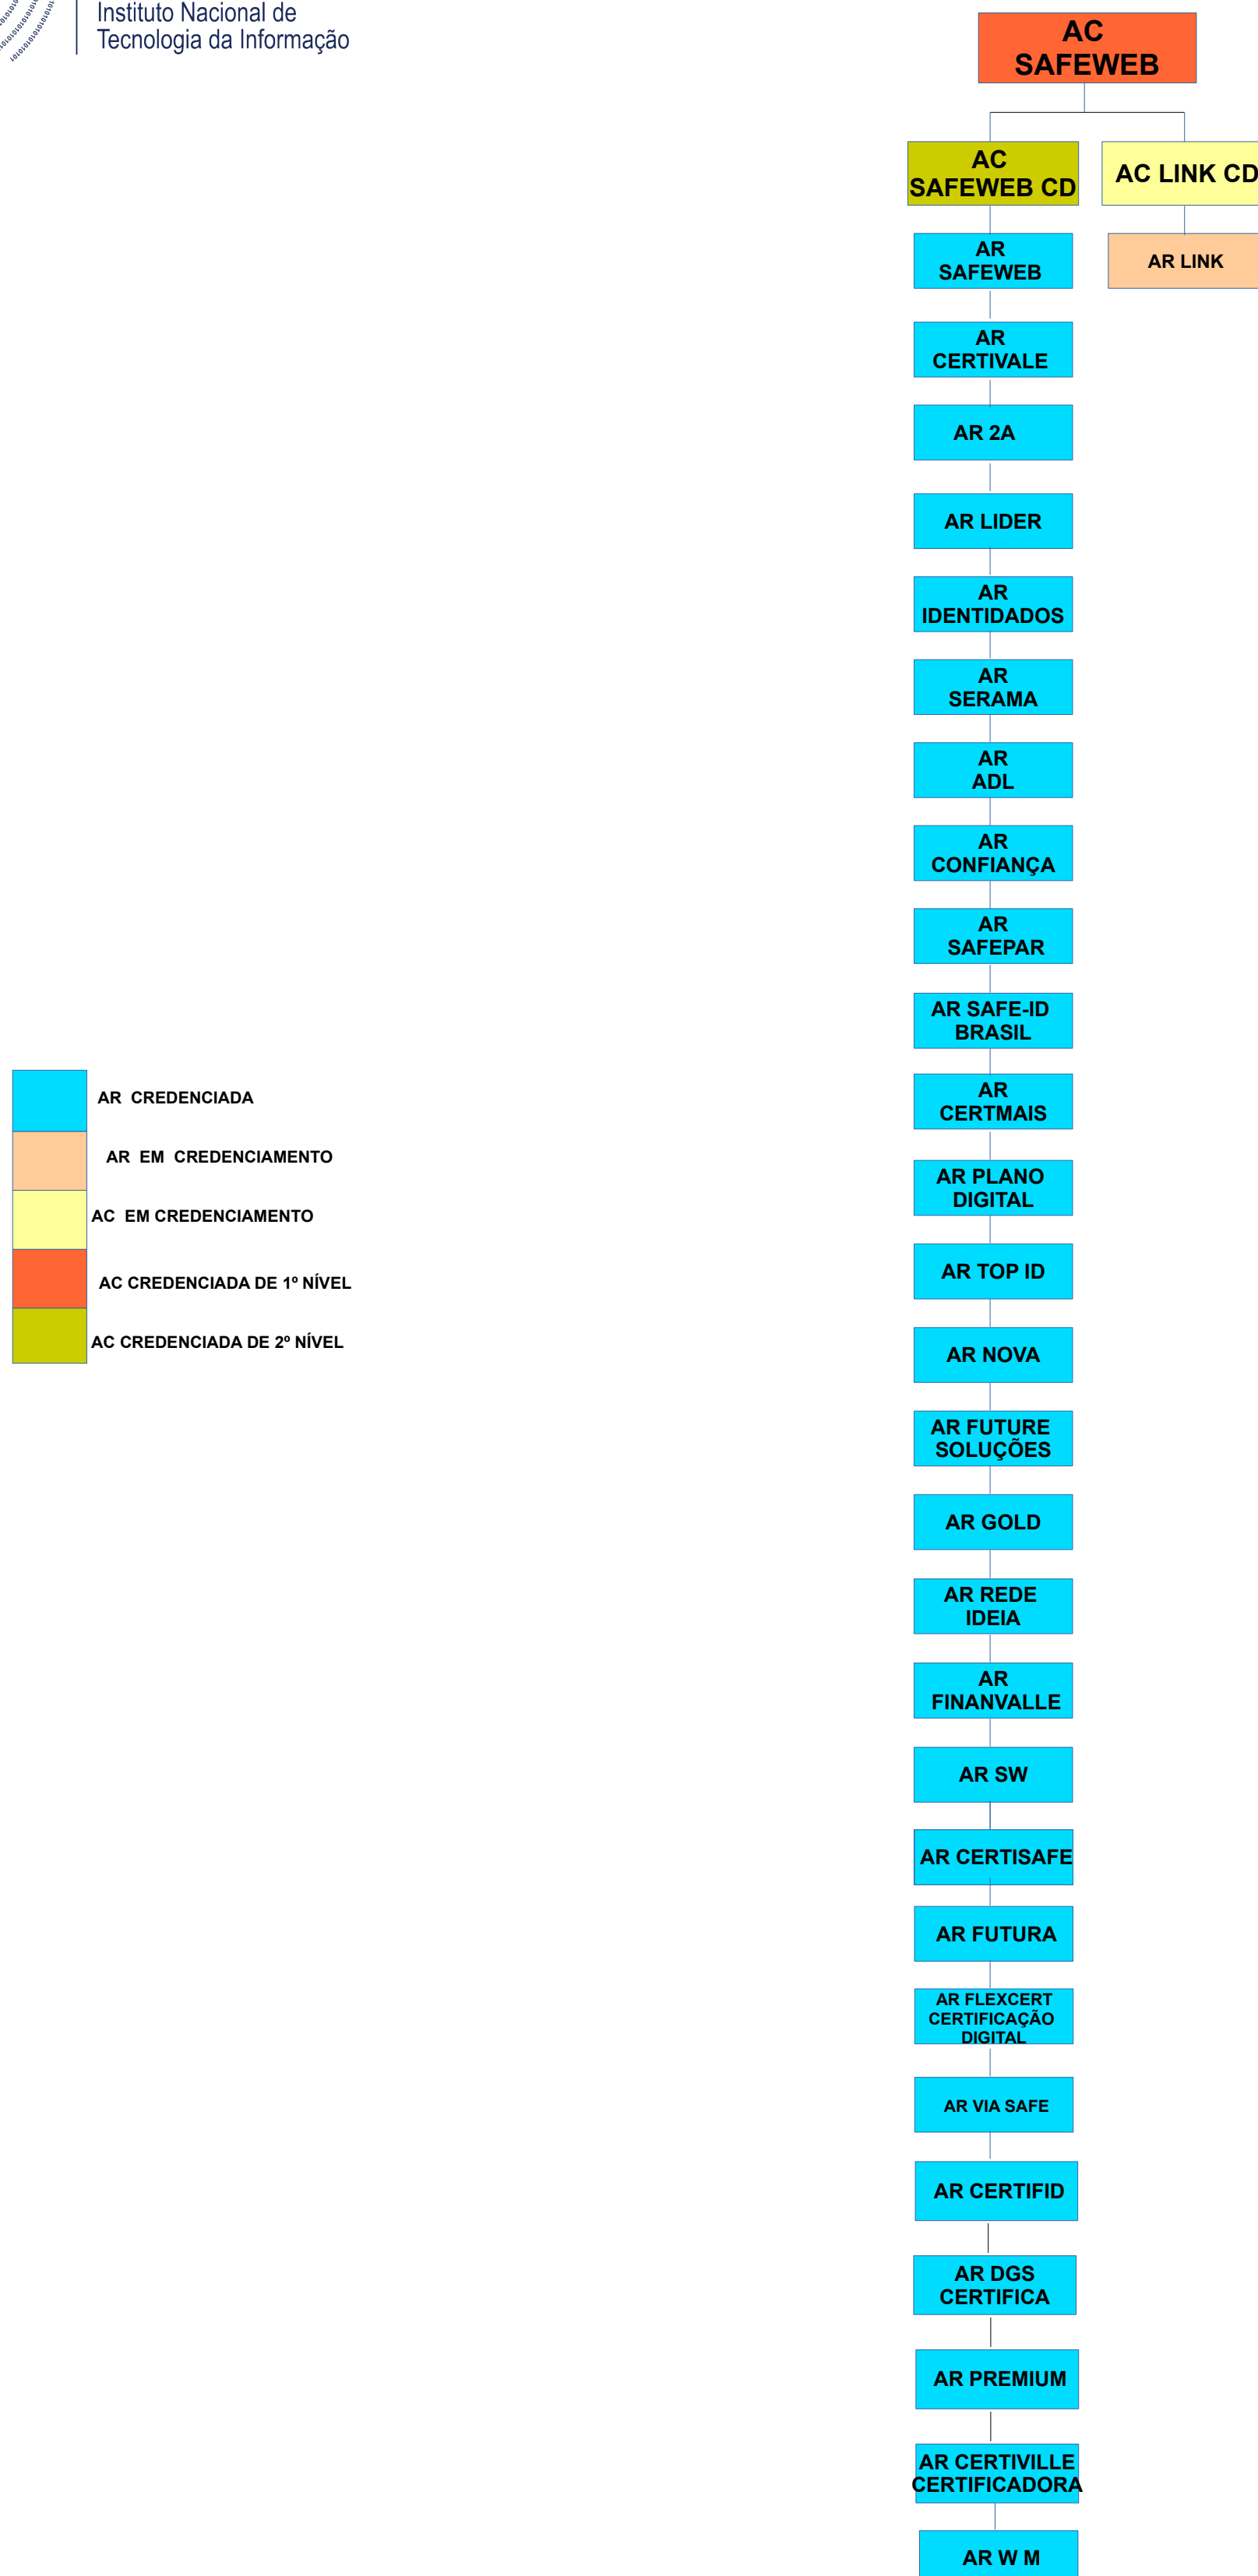 Instituto Nacional de
Tecnologia da Informação
AC
SAFEWEB
AC
SAFEWEB CD
AC LINK CD
AR
SAFEWEB
AR LINK
AR
CERTIVALE
AR 2A
AR LIDER
AR
IDENTIDADOS
AR
SERAMA
AR
ADL
AR
CONFIANÇA
AR
SAFEPAR
AR SAFE-ID
BRASIL
AR
CERTMAIS
AR PLANO
DIGITAL
AR TOP ID
AR NOVA
AR FUTURE
SOLUÇÕES
AR GOLD
AR REDE
IDEIA
AR
FINANVALLE
AR SW
AR CERTISAFE
AR FUTURA
AR FLEXCERT
CERTIFICAÇÃO
DIGITAL
AR VIA SAFE
AR CERTIFID
AR DGS
CERTIFICA
AR PREMIUM
AR CERTIVILLE
CERTIFICADORA
AR W M
AR CREDENCIADA
AR EM CREDENCIAMENTO
AC EM CREDENCIAMENTO
AC CREDENCIADA DE 1º NÍVEL
AC CREDENCIADA DE 2º NÍVEL